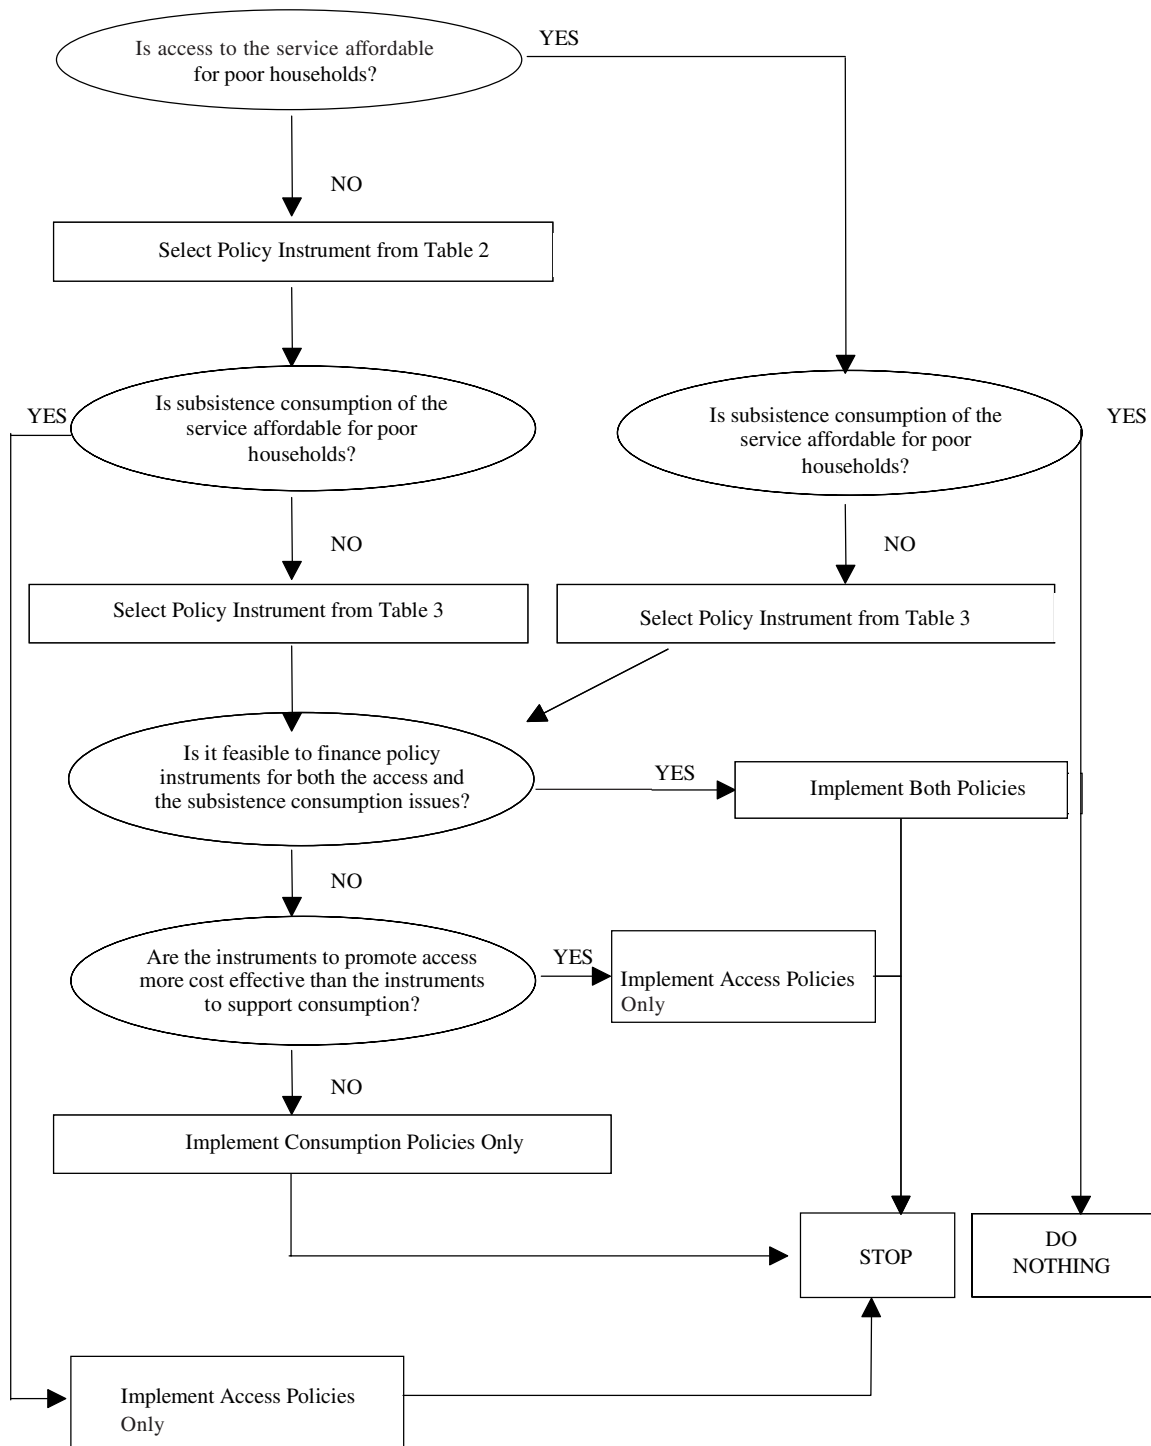 Is access to the service affordable
for poor households?
YES
NO
Select Policy Instrument from Table 2
YES
Is subsistence consumption of the
service affordable for poor
households?
Is subsistence consumption of the
service affordable for poor
households?
YES
NO
NO
Select Policy Instrument from Table 3
Select Policy Instrument from Table 3
Is it feasible to finance policy
instruments for both the access and
the subsistence consumption issues?
YES
Implement Both Policies
NO
Are the instruments to promote access
more cost effective than the instruments
to support consumption?
YES
Implement Access Policies
Only
NO
Implement Consumption Policies Only
STOP
DO
NOTHING
Implement Access Policies
Only